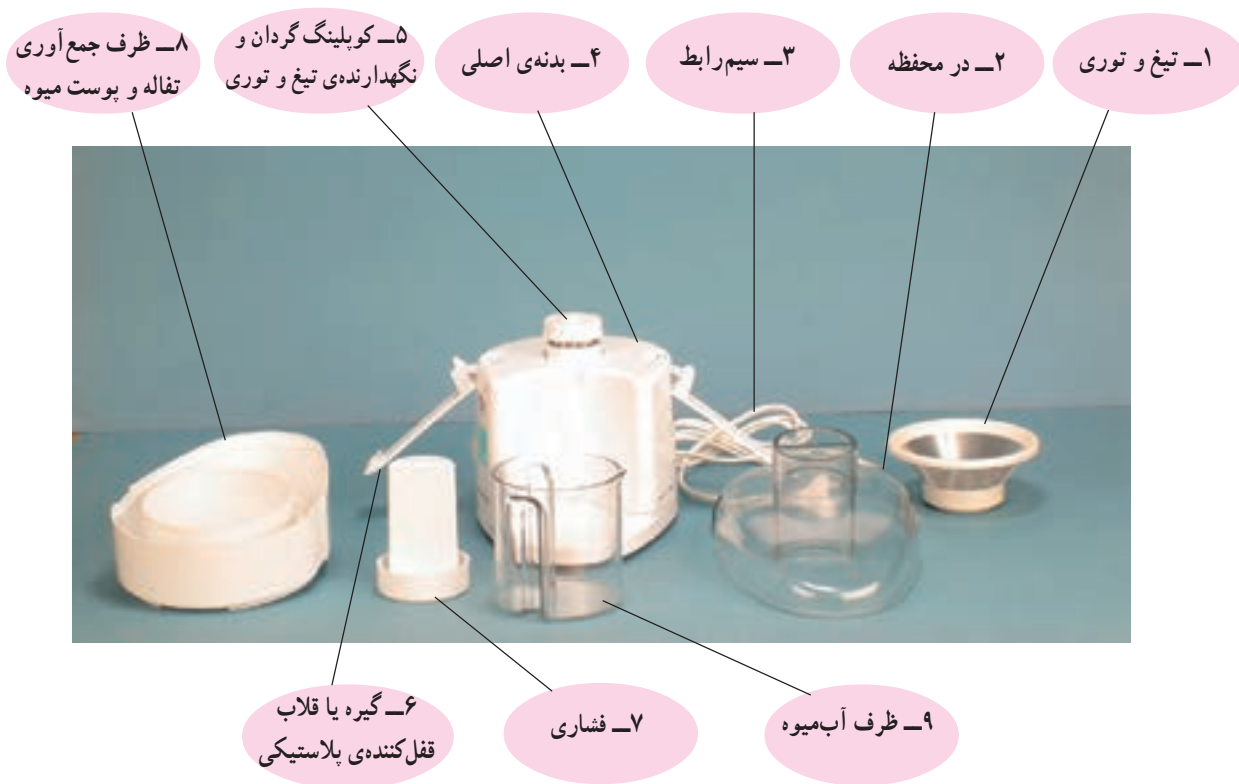 ۱ــ تیغ و توری
۲ــ در محفظه
۳ــ سیم‌رابط
۴ــ بدنه‌ی اصلی
۵ــ کوپلینگ گردان و
نگهدارنده‌ی تیغ و توری
۸ــ ظرف جمع‌آوری
تفاله و پوست میوه
۶ــ گیره یا قلاب
قفل‌کننده‌ی پلاستیکی
۷ــ فشاری
۹ــ ظرف آب‌میوه